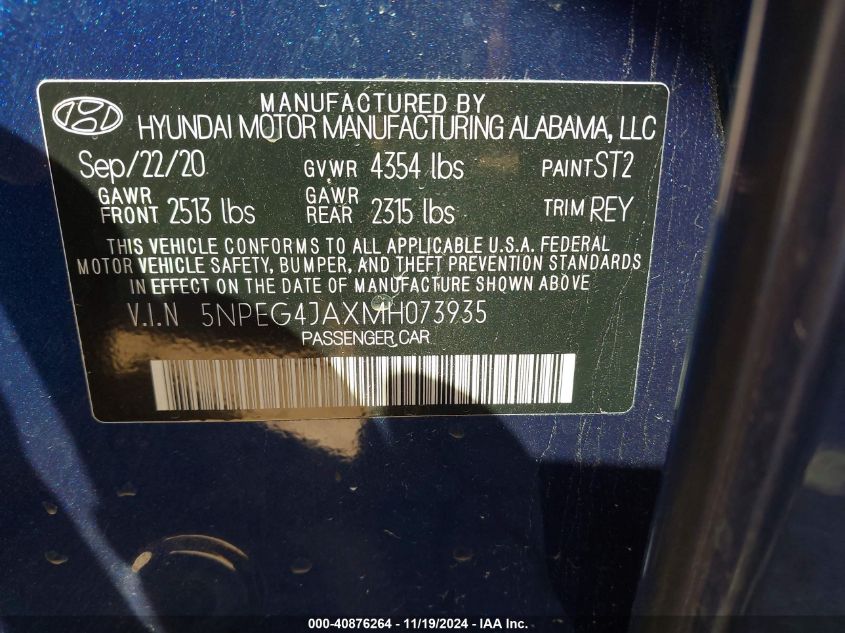 MANUFACTURED BY
HYUNDAI MOTOR MANUFACTURING ALABAMA, LLC
Sep/22/20 GVWR 4354 lbs PAINT ST2
GAWR FRONT 2513 lbs GAWR REAR 2315 lbs TRIM REY
THIS VEHICLE CONFORMS TO ALL APPLICABLE U.S.A. FEDERAL
MOTOR VEHICLE SAFETY, BUMPER, AND THEFT PREVENTION STANDARDS
IN EFFECT ON THE DATE OF MANUFACTURE SHOWN ABOVE
V.I.N 5NPEG4JAXMH073935
PASSENGER CAR
000-40876264 - 11/19/2024 - IAA Inc.